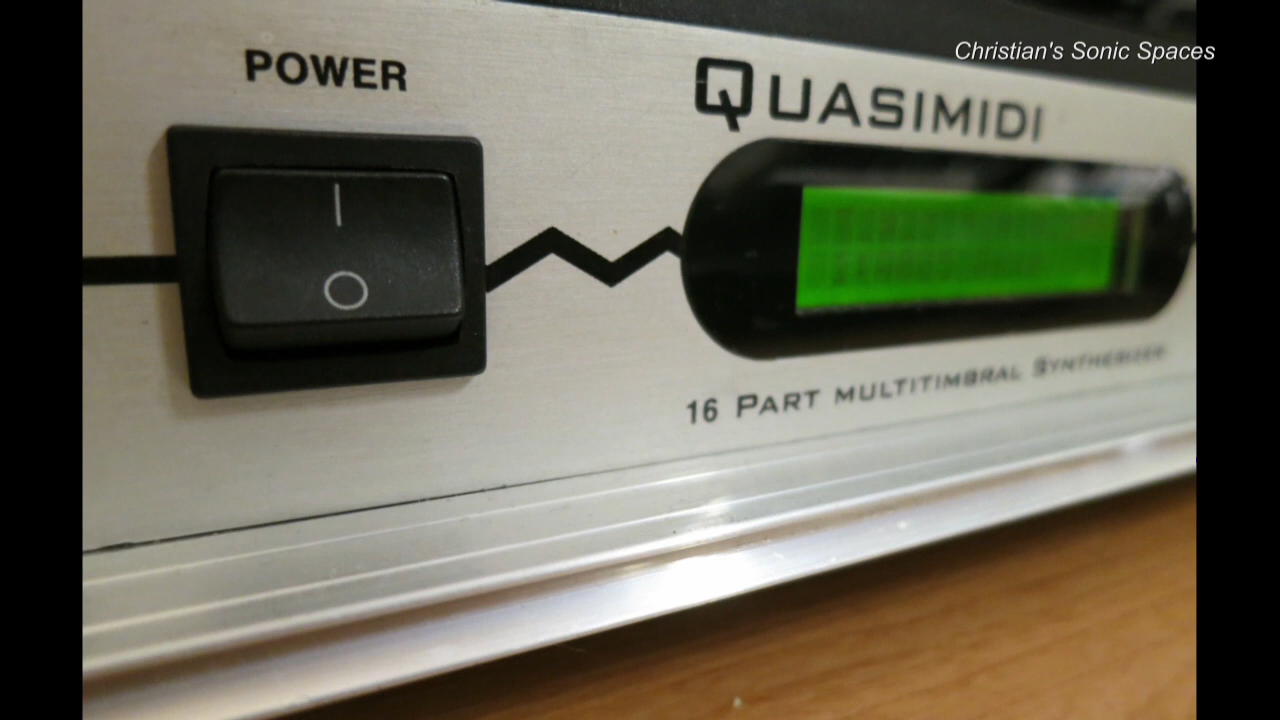 Christian's Sonic Spaces
POWER
QUASIMIDI
16 PART MULTITIMBRAL SYNTHESIZER